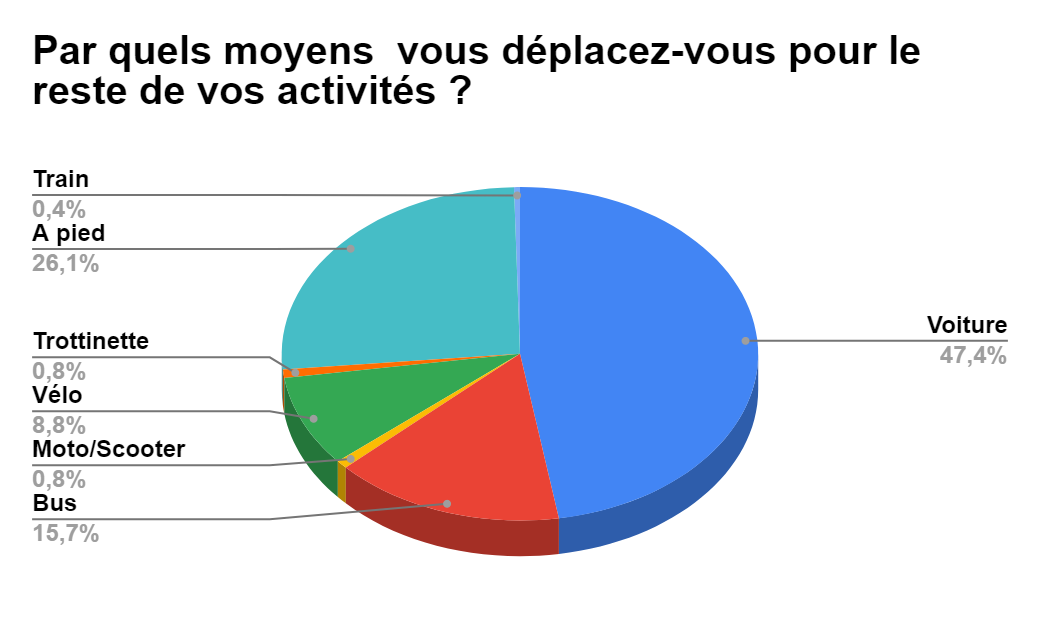 Par quels moyens  vous déplacez-vous pour le
reste de vos activités ?
Train
0,4%
A pied
26,1%
Trottinette
0,8%
Vélo
8,8%
Moto/Scooter
0,8%
Bus
15,7%
Voiture
47,4%